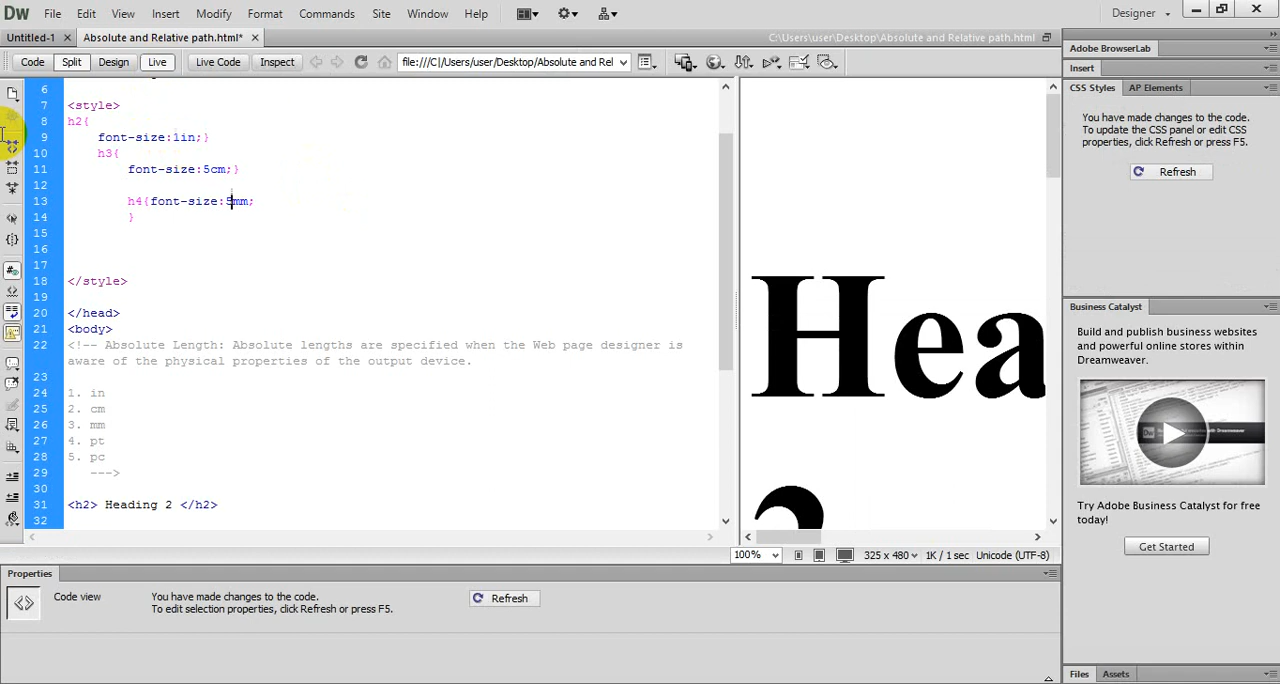 DW File Edit View Insert Modify Format Commands Site Window Help Designer
Untitled-1 Absolute and Relative path.html* C:\Users\user\Desktop\Absolute and Relative path.html
Code Split Design Live Live Code Inspect file:///C|/Users/user/Desktop/Absolute and Rel
Adobe BrowserLab
Insert
CSS Styles AP Elements
You have made changes to the code.
To update the CSS panel or edit CSS
properties, click Refresh or press F5.
Refresh
6
7 <style>
8 h2{
9 font-size:1in;}
10 h3{
11 font-size:5cm;}
12
13 h4{font-size:5mm;
14 }
15
16
17
18 </style>
19
20 </head>
21 <body>
22 <!-- Absolute Length: Absolute lengths are specified when the Web page designer is
aware of the physical properties of the output device.
23
24 1. in
25 2. cm
26 3. mm
27 4. pt
28 5. pc
29 --->
30
31 <h2> Heading 2 </h2>
32
Hea
Business Catalyst
Build and publish business websites
and powerful online stores within
Dreamweaver.
Try Adobe Business Catalyst for free
today!
Get Started
100% 325 x 480 1K / 1 sec Unicode (UTF-8)
Properties
Code view
You have made changes to the code.
To edit selection properties, click Refresh or press F5.
Refresh
Files Assets